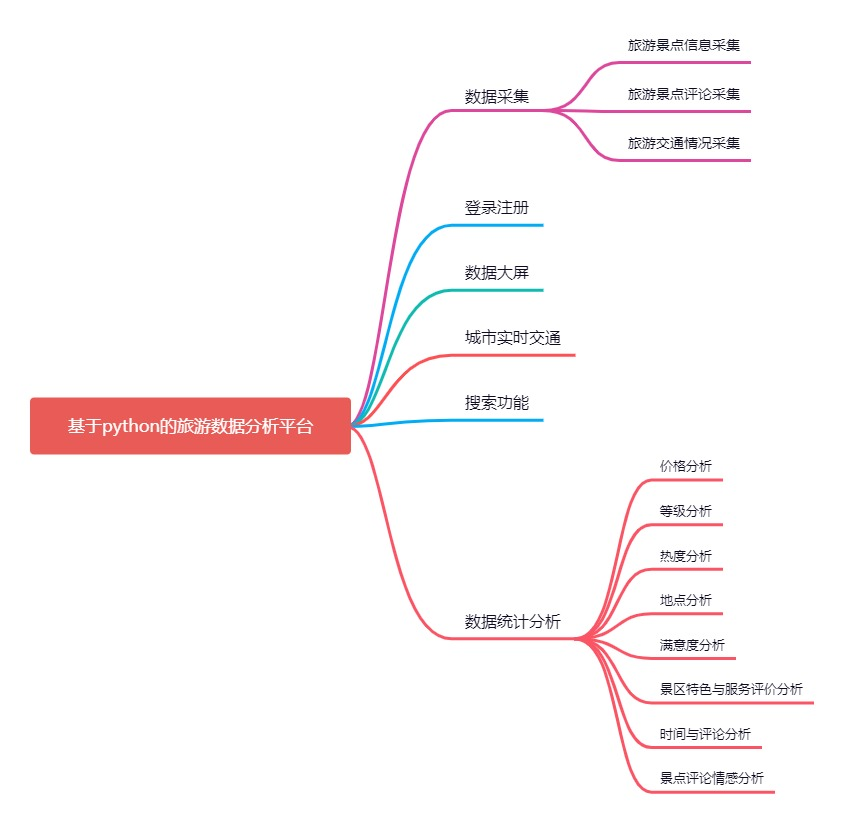 基于python的旅游数据分析平台
数据采集
旅游景点信息采集
旅游景点评论采集
旅游交通情况采集
登录注册
数据大屏
城市实时交通
搜索功能
数据统计分析
价格分析
等级分析
热度分析
地点分析
满意度分析
景区特色与服务评价分析
时间与评论分析
景点评论情感分析